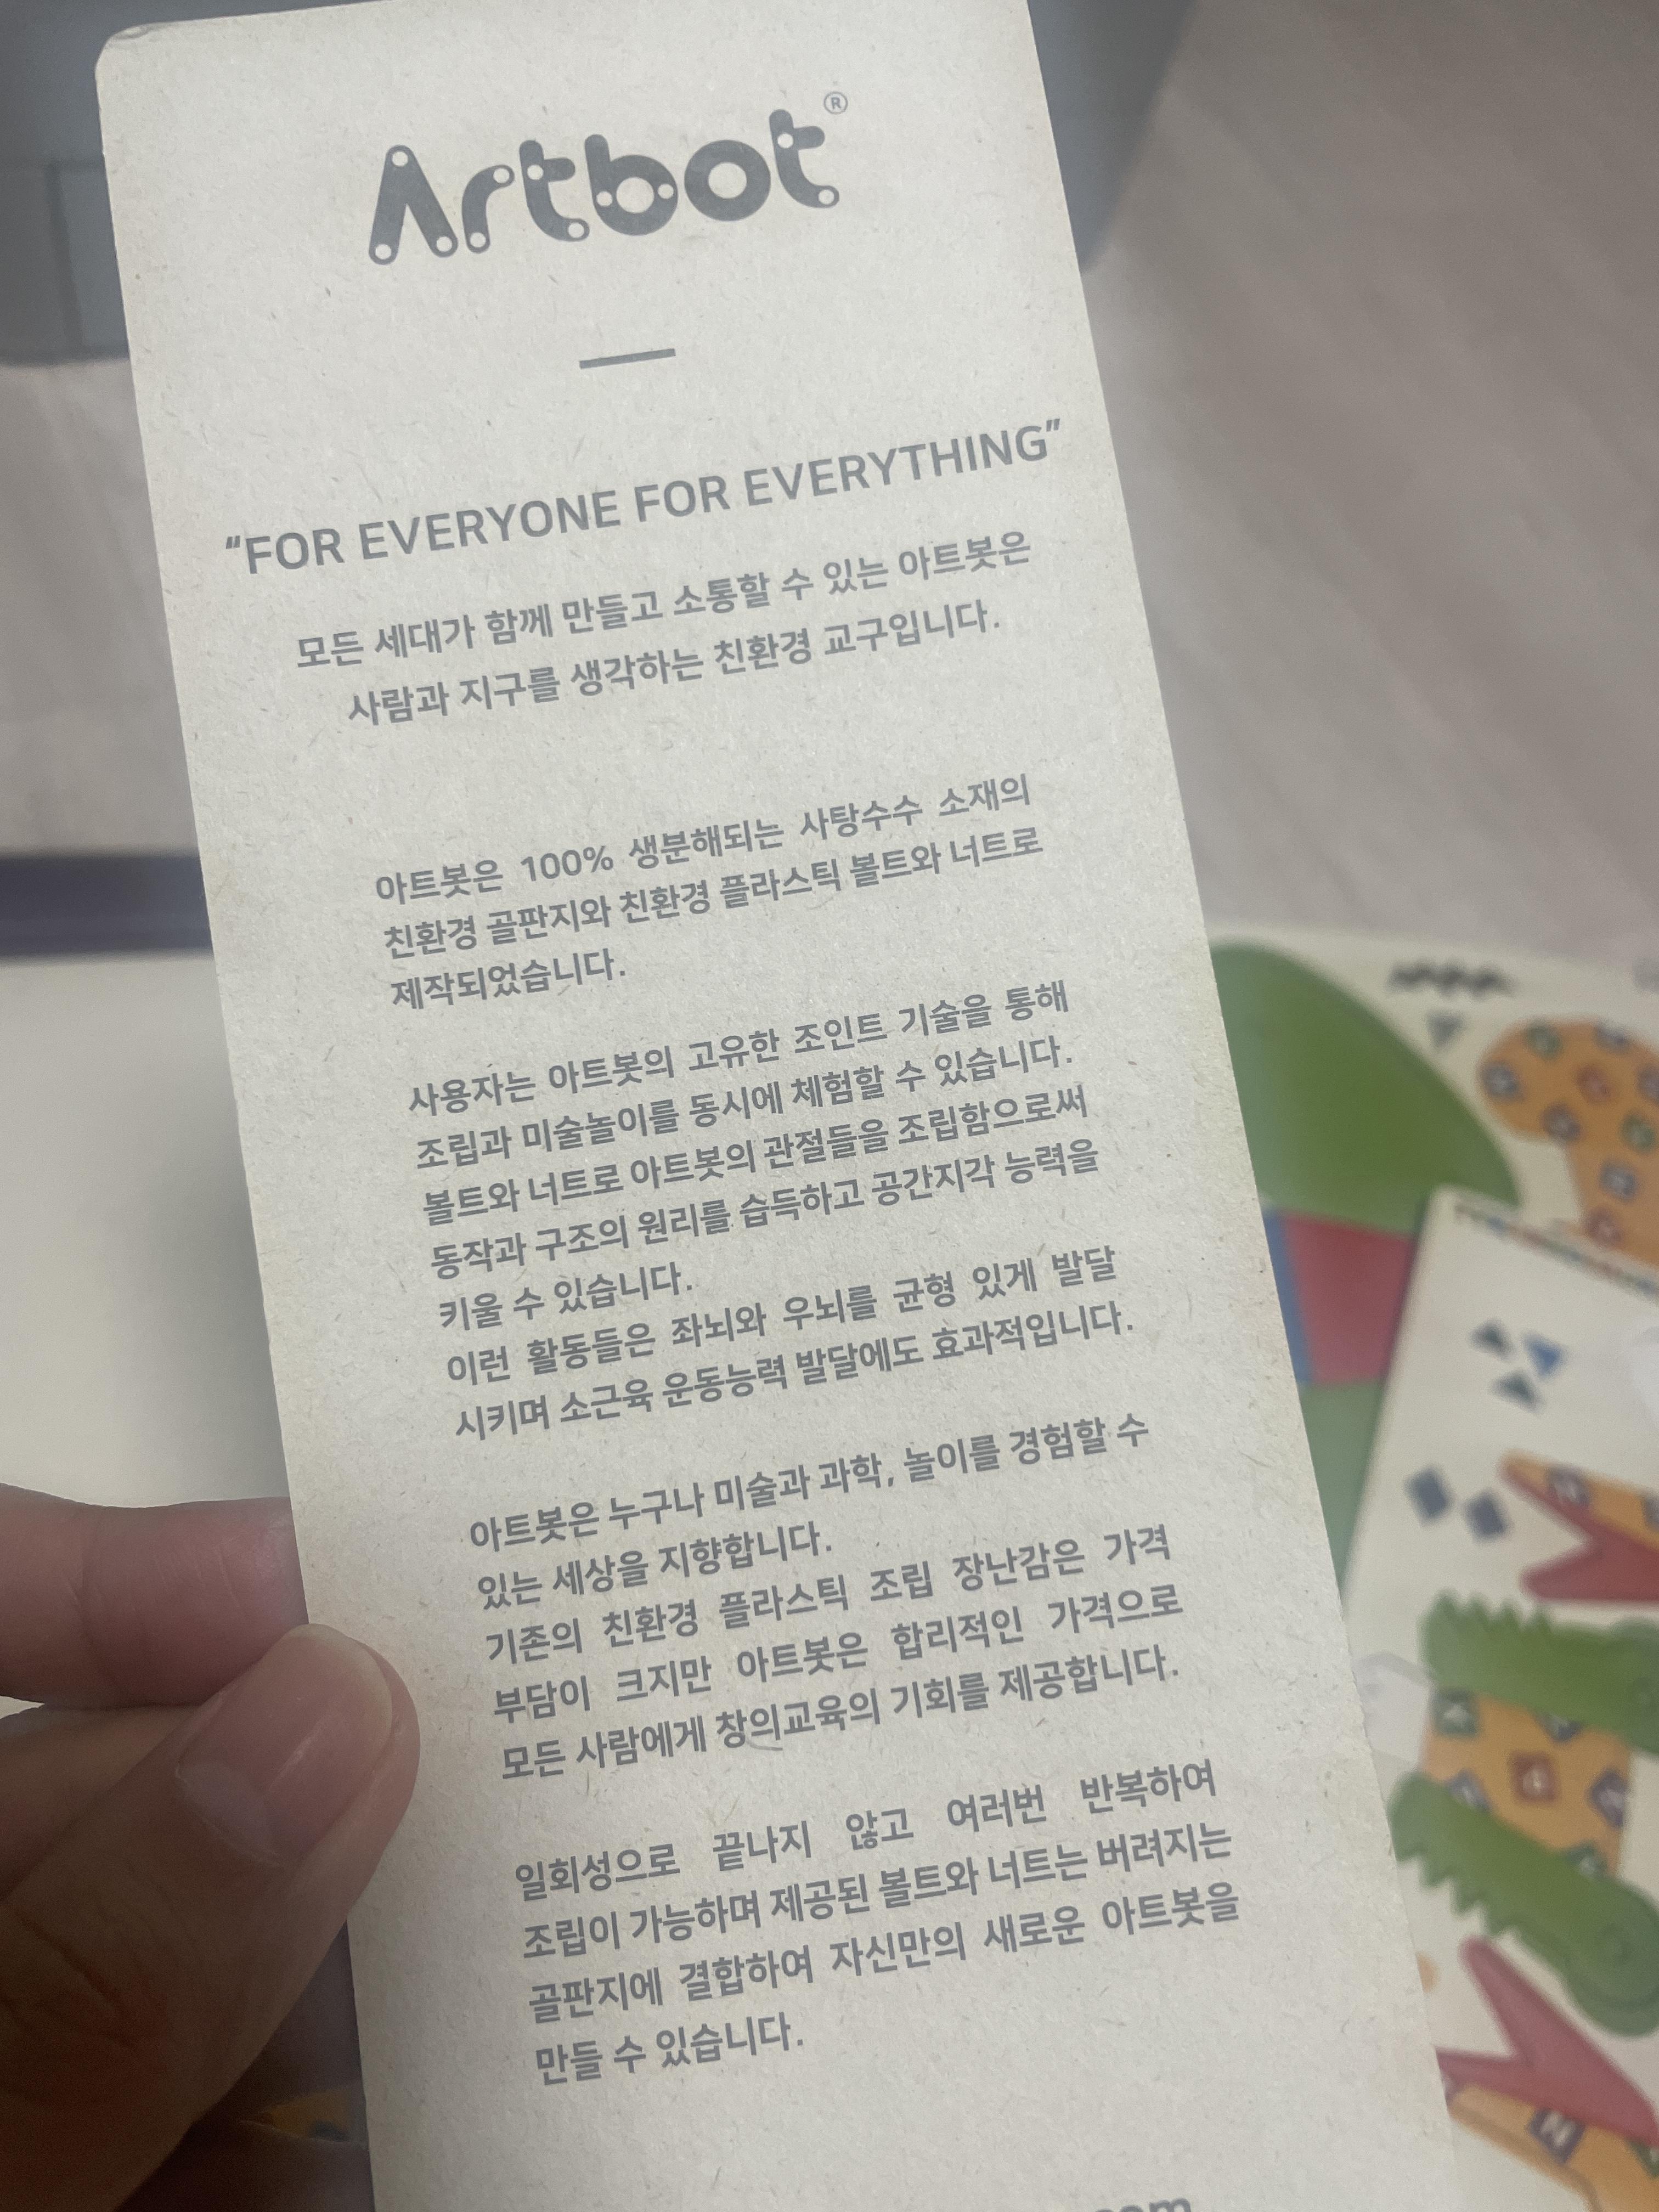 Artbot®
“FOR EVERYONE FOR EVERYTHING”
모든 세대가 함께 만들고 소통할 수 있는 아트봇은
사람과 지구를 생각하는 친환경 교구입니다.
아트봇은 100% 생분해되는 사탕수수 소재의
친환경 골판지와 친환경 플라스틱 볼트와 너트로
제작되었습니다.
사용자는 아트봇의 고유한 조인트 기술을 통해
조립과 미술놀이를 동시에 체험할 수 있습니다.
볼트와 너트로 아트봇의 관절들을 조립함으로써
동작과 구조의 원리를 습득하고 공간지각 능력을
키울 수 있습니다.
이런 활동들은 좌뇌와 우뇌를 균형 있게 발달
시키며 소근육 운동능력 발달에도 효과적입니다.
아트봇은 누구나 미술과 과학, 놀이를 경험할 수
있는 세상을 지향합니다.
기존의 친환경 플라스틱 조립 장난감은 가격
부담이 크지만 아트봇은 합리적인 가격으로
모든 사람에게 창의교육의 기회를 제공합니다.
일회성으로 끝나지 않고 여러번 반복하여
조립이 가능하며 제공된 볼트와 너트는 버려지는
골판지에 결합하여 자신만의 새로운 아트봇을
만들 수 있습니다.